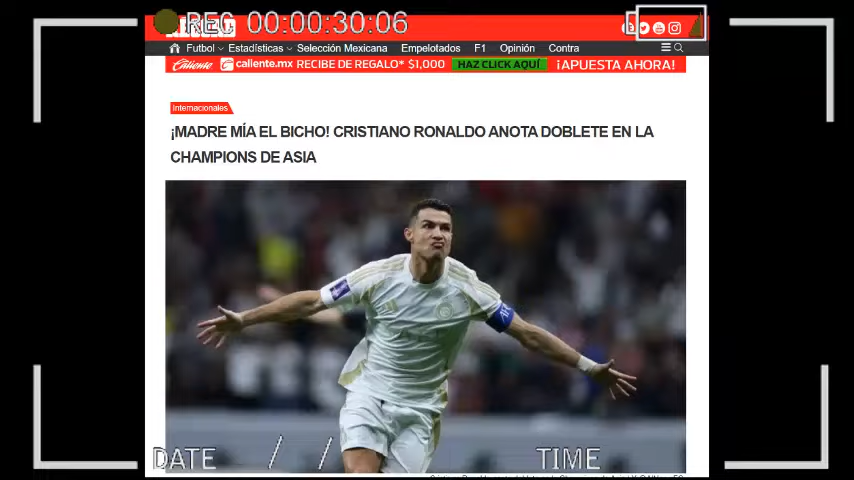 REC 00:00:30:06
Futbol Estadísticas Selección Mexicana Empelotados F1 Opinión Contra
Caliente caliente.mx RECIBE DE REGALO* $1,000 HAZ CLICK AQUÍ ¡APUESTA AHORA!
Internacionales
¡MADRE MÍA EL BICHO! CRISTIANO RONALDO ANOTA DOBLETE EN LA
CHAMPIONS DE ASIA
DATE / / TIME